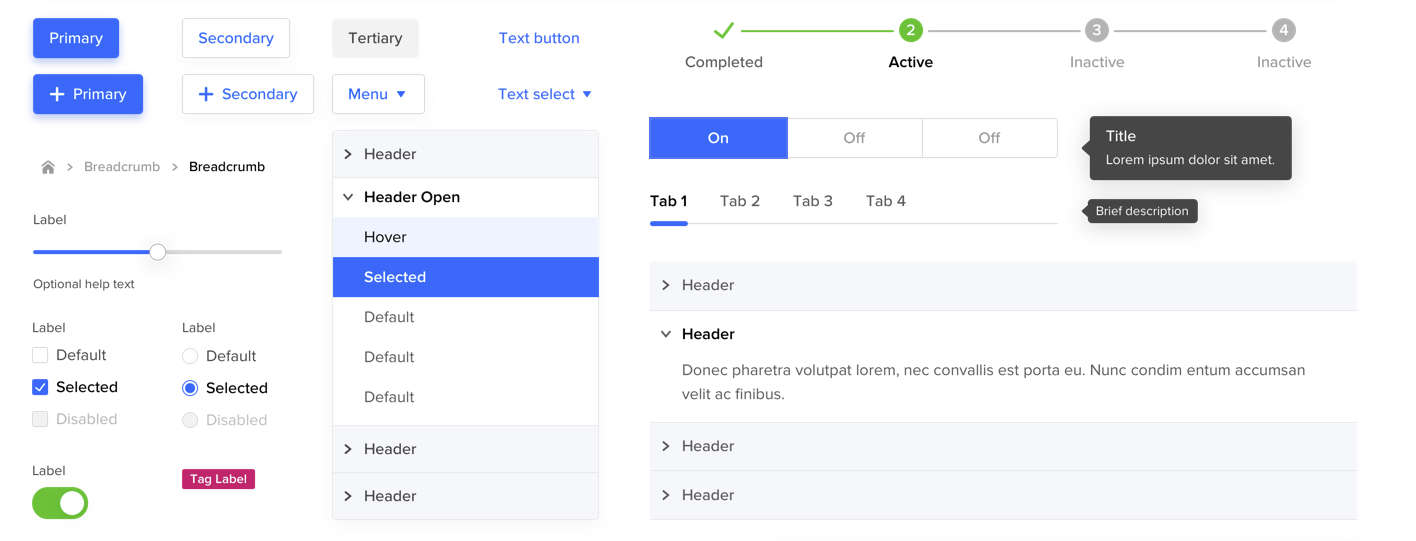 Primary
Secondary
Tertiary
Text button
Primary
Secondary
Menu
Text select
Breadcrumb
Breadcrumb
Label
Optional help text
Label
Default
Selected
Disabled
Label
Default
Selected
Disabled
Label
Tag Label
Header
Header Open
Hover
Selected
Default
Default
Default
Header
Header
2
3
4
Completed
Active
Inactive
Inactive
On
Off
Off
Title
Lorem ipsum dolor sit amet.
Tab 1
Tab 2
Tab 3
Tab 4
Brief description
Header
Header
Donec pharetra volutpat lorem, nec convallis est porta eu. Nunc condim entum accumsan
velit ac finibus.
Header
Header